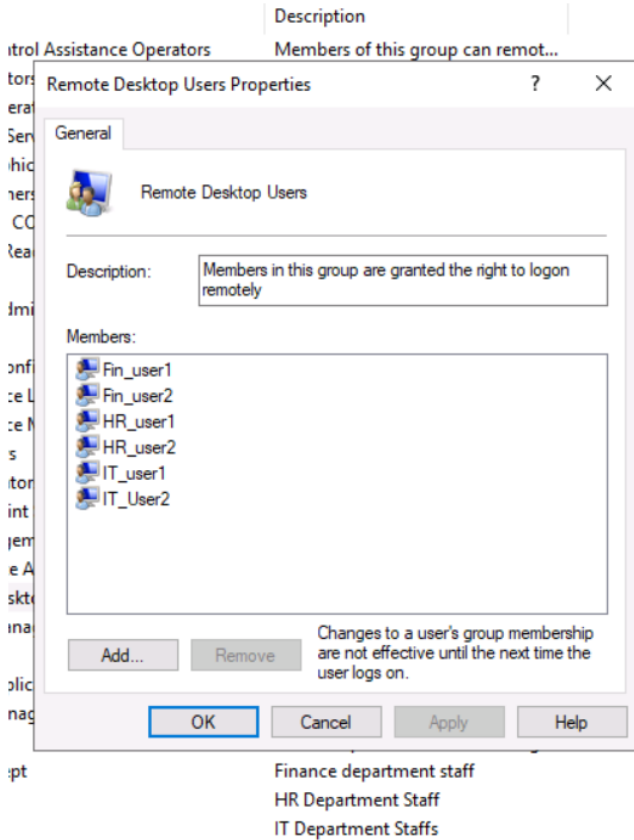 Description
Assistance Operators
Members of this group can remot...
Remote Desktop Users Properties
?
General
Remote Desktop Users
Description:
Members in this group are granted the right to logon
remotely
Members:
Fin_user1
Fin_user2
HR_user1
HR_user2
IT_user1
IT_User2
Add...
Remove
Changes to a user's group membership
are not effective until the next time the
user logs on.
OK
Cancel
Apply
Help
Finance department staff
HR Department Staff
IT Department Staffs